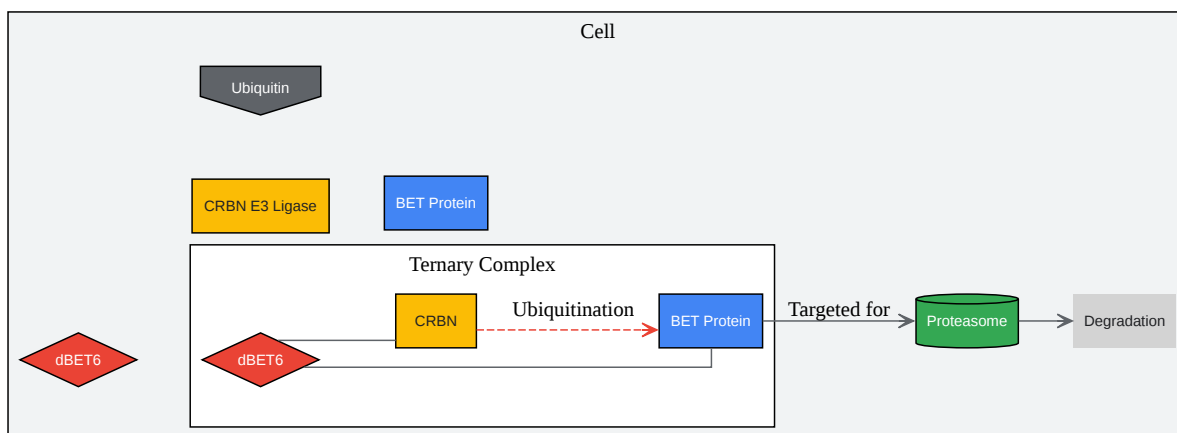 Cell
Ubiquitin
CRBN E3 Ligase
BET Protein
Ternary Complex
CRBN
Ubiquitination
BET Protein
Targeted for
Proteasome
Degradation
dBET6
dBET6